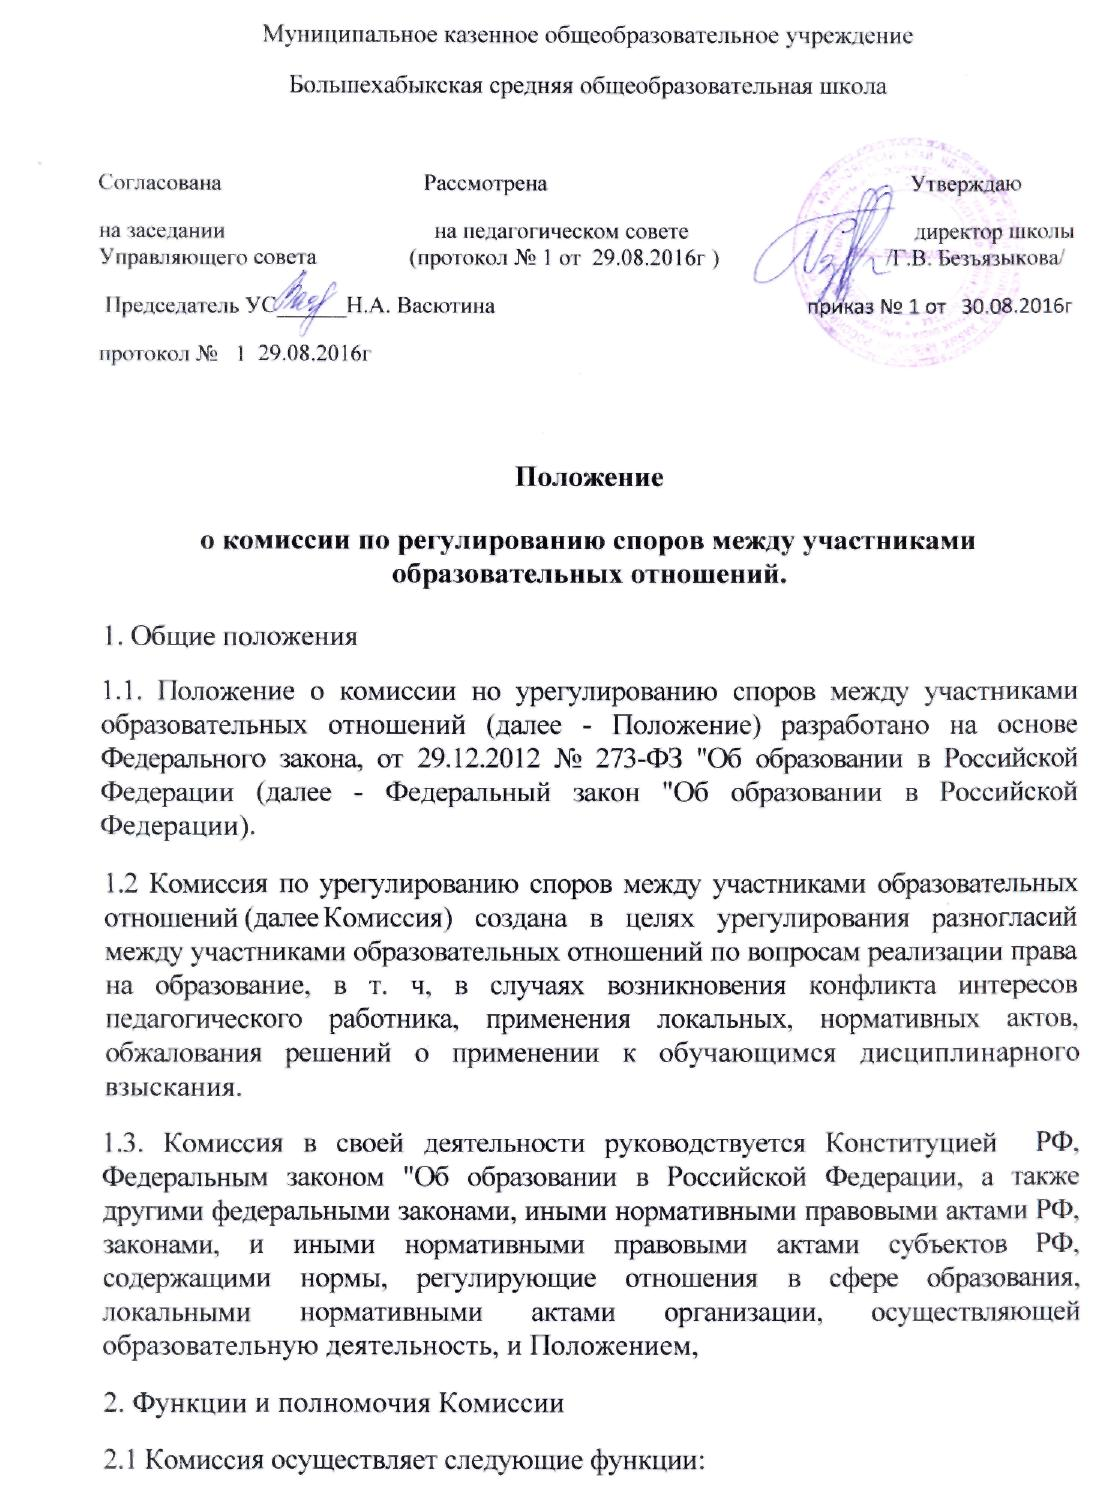 Муниципальное казенное общеобразовательное учреждение
Большехабыкская средняя общеобразовательная школа
Согласована Рассмотрена Утверждаю
на заседании на педагогическом совете директор школы
Управляющего совета (протокол № 1 от 29.08.2016г ) /Г.В. Безъязыкова/
Председатель УС______Н.А. Васютина приказ № 1 от 30.08.2016г
протокол № 1 29.08.2016г
Положение
о комиссии по регулированию споров между участниками
образовательных отношений.
1. Общие положения
1.1. Положение о комиссии но урегулированию споров между участниками
образовательных отношений (далее - Положение) разработано на основе
Федерального закона, от 29.12.2012 № 273-ФЗ "Об образовании в Российской
Федерации (далее - Федеральный закон "Об образовании в Российской
Федерации).
1.2 Комиссия по урегулированию споров между участниками образовательных
отношений (далее Комиссия) создана в целях урегулирования разногласий
между участниками образовательных отношений по вопросам реализации права
на образование, в т. ч, в случаях возникновения конфликта интересов
педагогического работника, применения локальных, нормативных актов,
обжалования решений о применении к обучающимся дисциплинарного
взыскания.
1.3. Комиссия в своей деятельности руководствуется Конституцией РФ,
Федеральным законом "Об образовании в Российской Федерации, а также
другими федеральными законами, иными нормативными правовыми актами РФ,
законами, и иными нормативными правовыми актами субъектов РФ,
содержащими нормы, регулирующие отношения в сфере образования,
локальными нормативными актами организации, осуществляющей
образовательную деятельность, и Положением,
2. Функции и полномочия Комиссии
2.1 Комиссия осуществляет следующие функции: